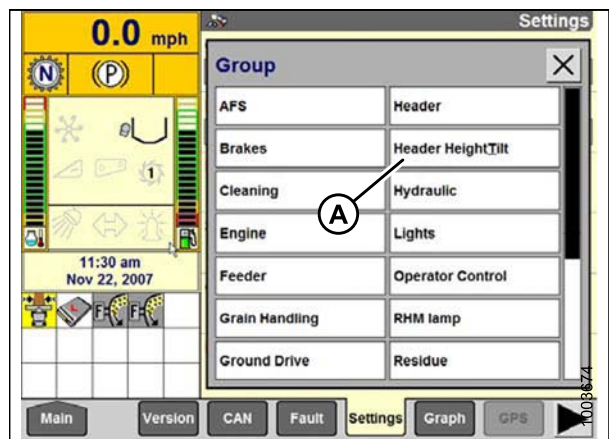 0.0 mph
Settings
N
(P)
Group
X
AFS
Header
Brakes
Header HeightTilt
Cleaning
Hydraulic
A
Engine
Lights
Feeder
Operator Control
Grain Handling
RHM lamp
Ground Drive
Residue
1
11:30 am
Nov 22, 2007
F
F
Main
Version
CAN
Fault
Settings
Graph
GPS
1003674